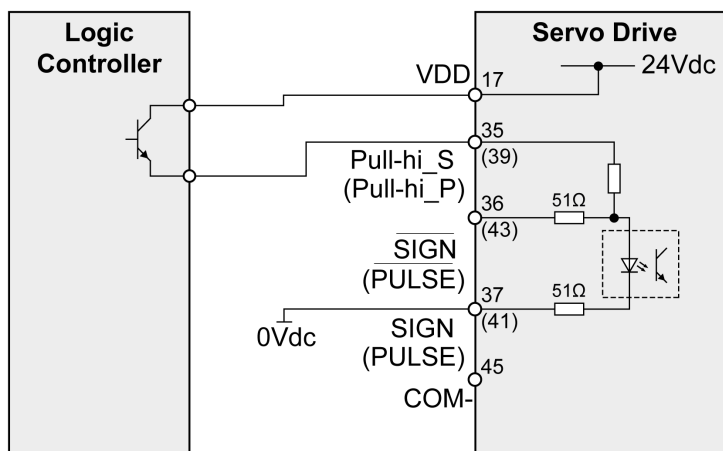 Logic
Controller
Servo Drive
VDD
17
24Vdc
35
(39)
Pull-hi_S
(Pull-hi_P)
36
(43)
51Ω
SIGN
(PULSE)
37
(41)
51Ω
0Vdc
SIGN
(PULSE)
45
COM-